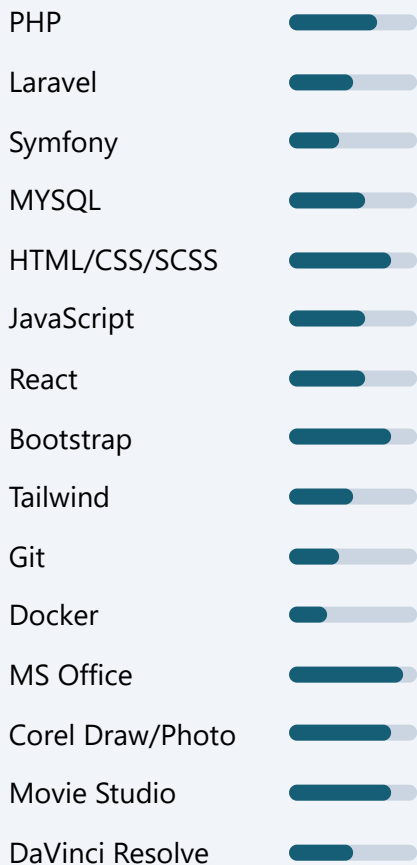 PHP
Laravel
Symfony
MYSQL
HTML/CSS/SCSS
JavaScript
React
Bootstrap
Tailwind
Git
Docker
MS Office
Corel Draw/Photo
Movie Studio
DaVinci Resolve